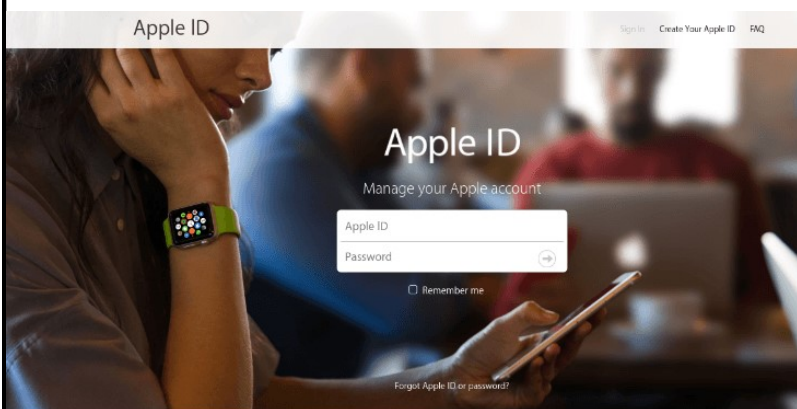 Apple ID
Sign In Create Your Apple ID FAQ
Apple ID
Manage your Apple account
Apple ID
Password
Remember me
Forgot Apple ID or password?